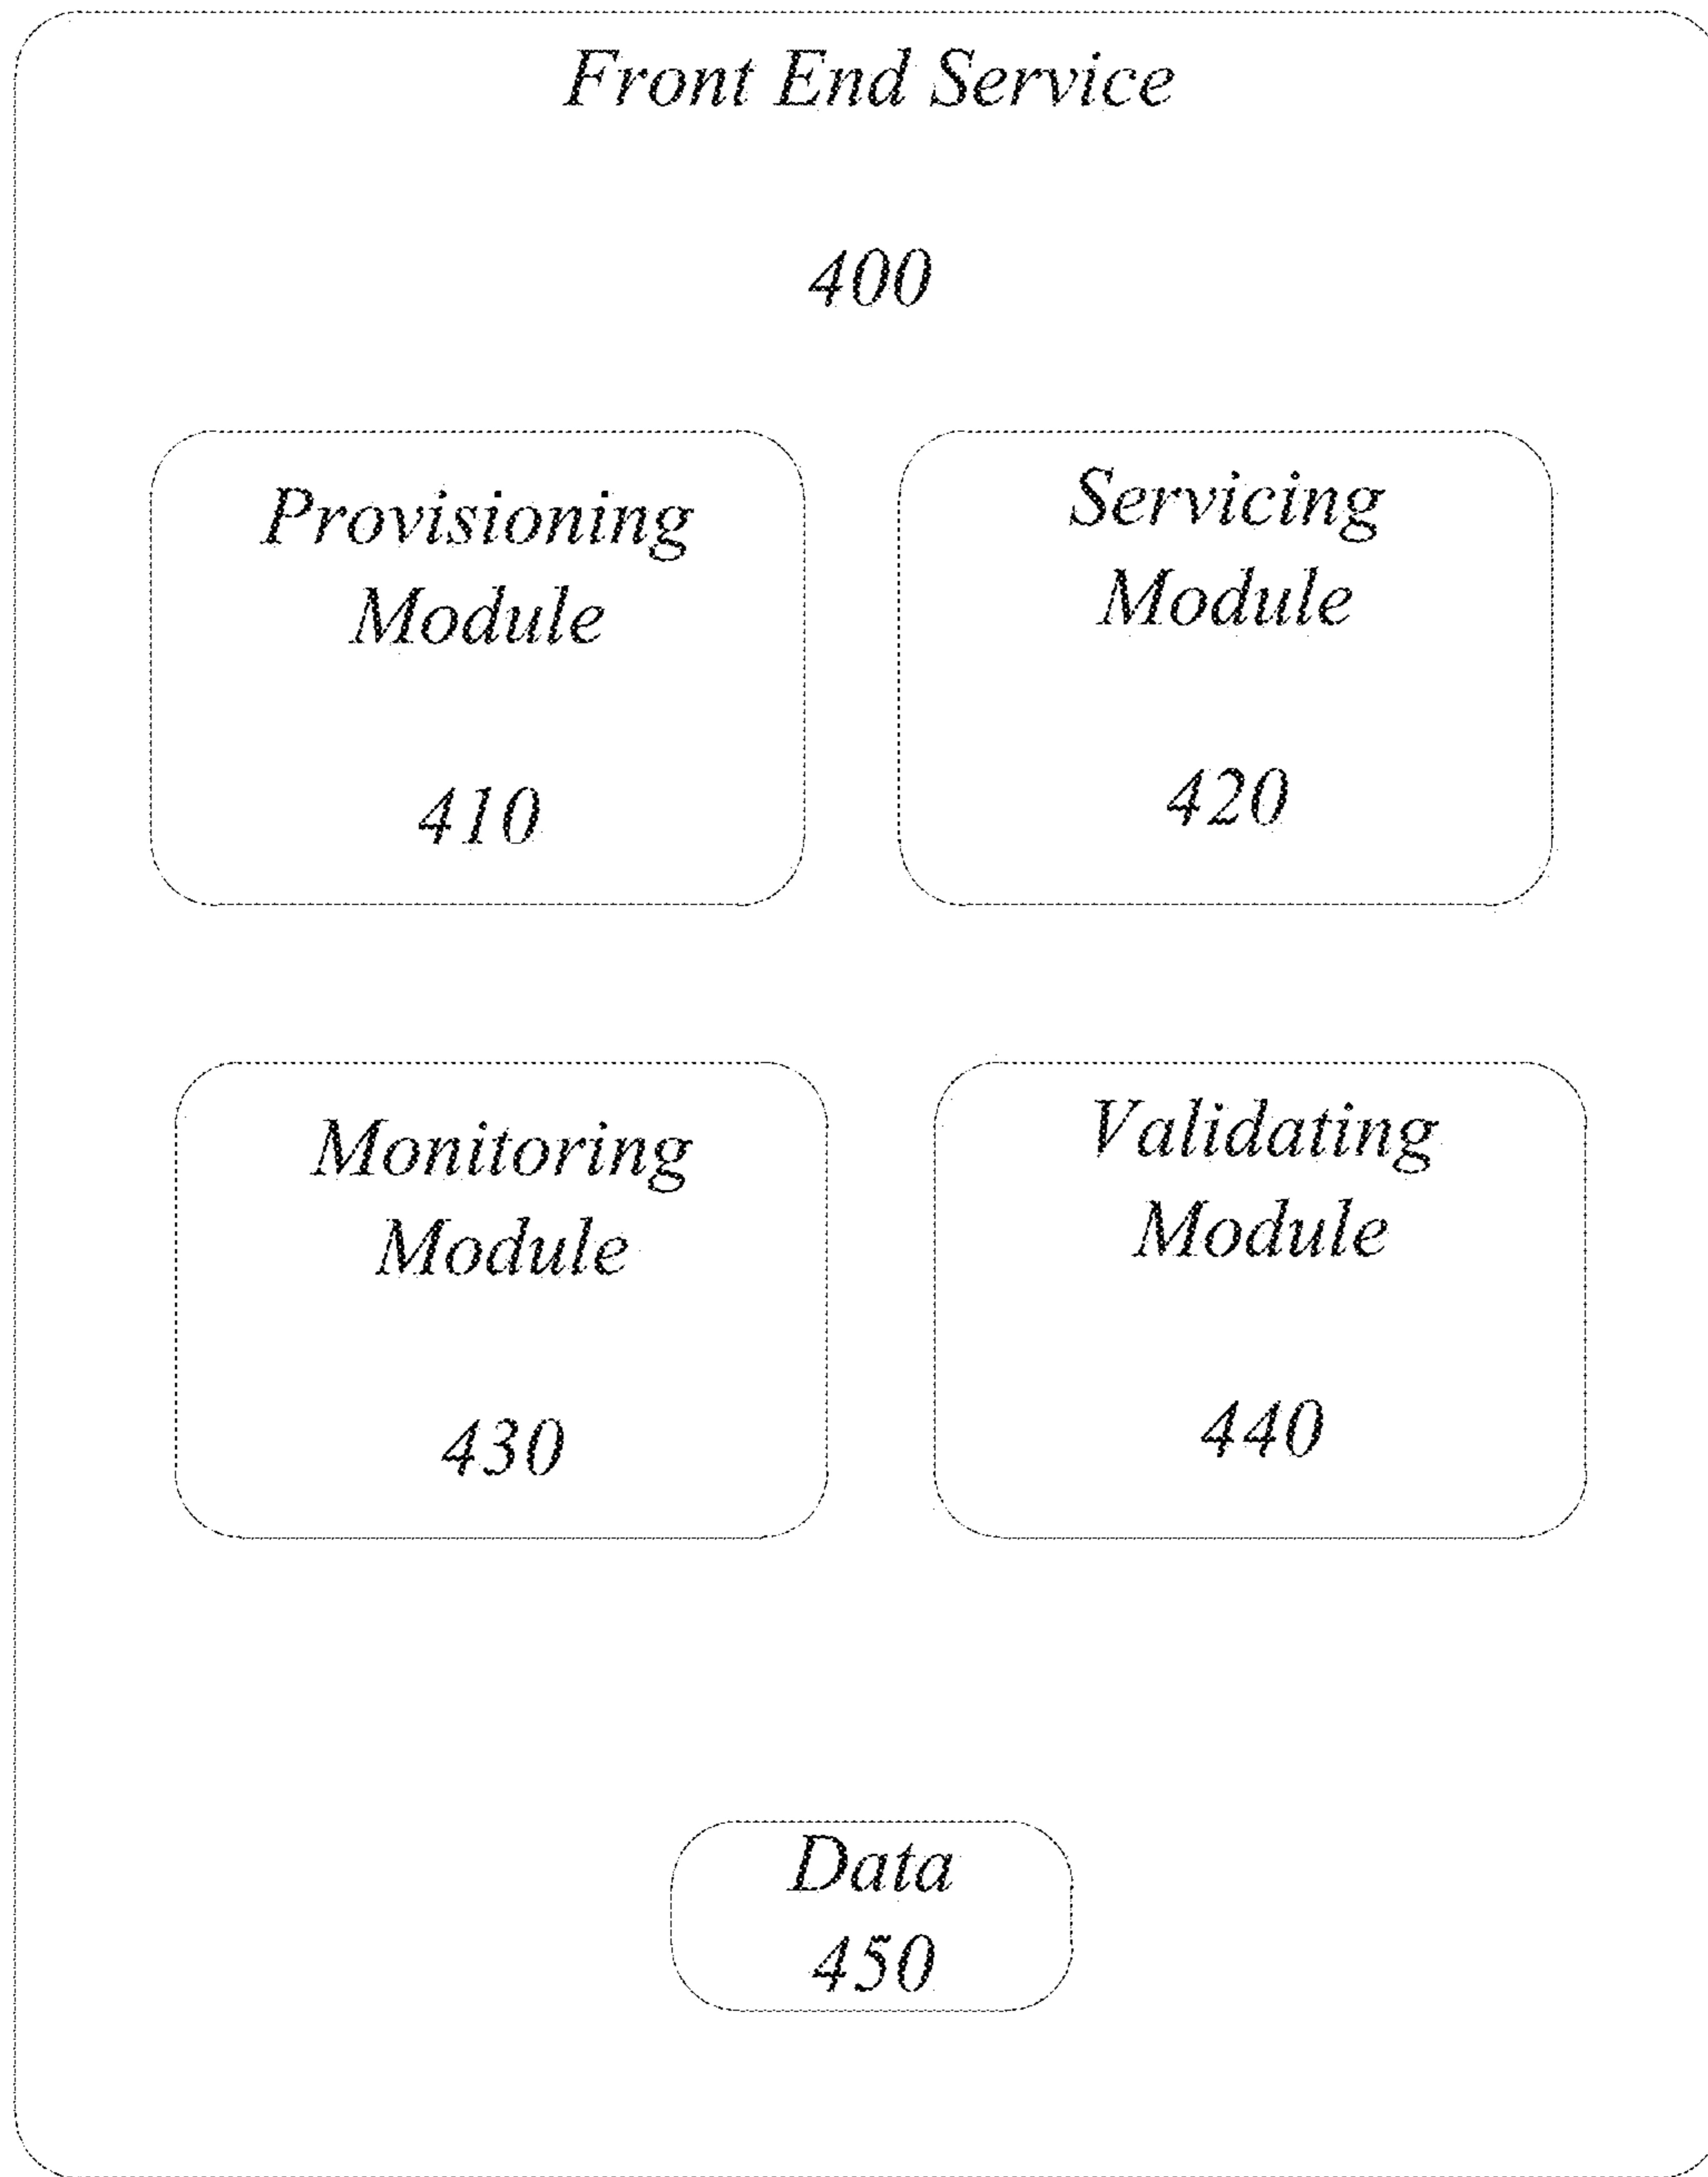 Front End Service
400
Provisioning
Module
410
Servicing
Module
420
Monitoring
Module
430
Validating
Module
440
Data
450